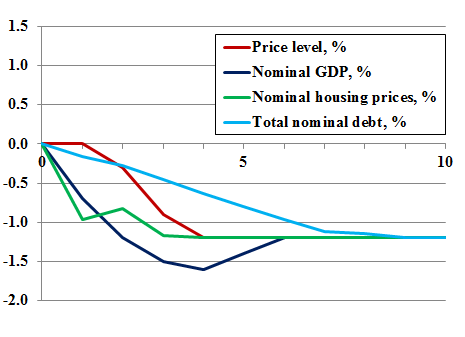 1.5
1.0
0.5
0.0
-0.5
-1.0
-1.5
-2.0
Price level, %
Nominal GDP, %
Nominal housing prices, %
Total nominal debt, %
0
5
10